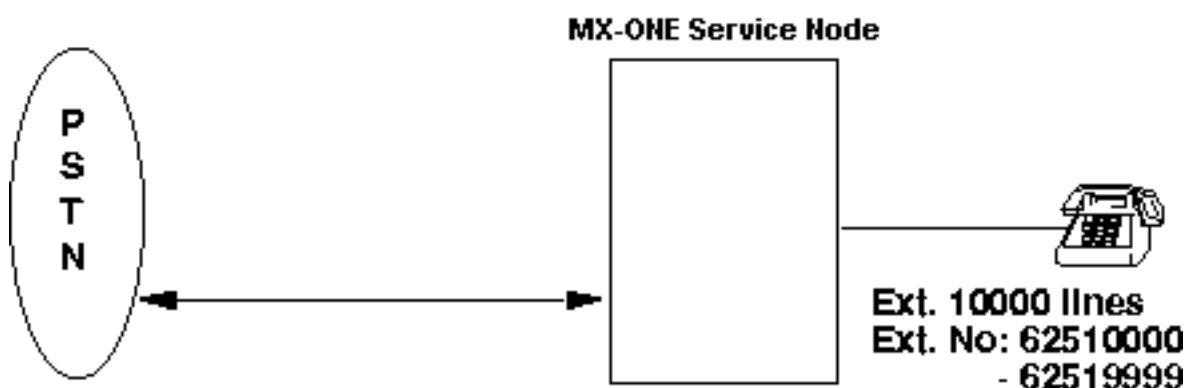 MX-ONE Service Node
P
S
T
N
Ext. 10000 lines
Ext. No: 62510000
- 62519999